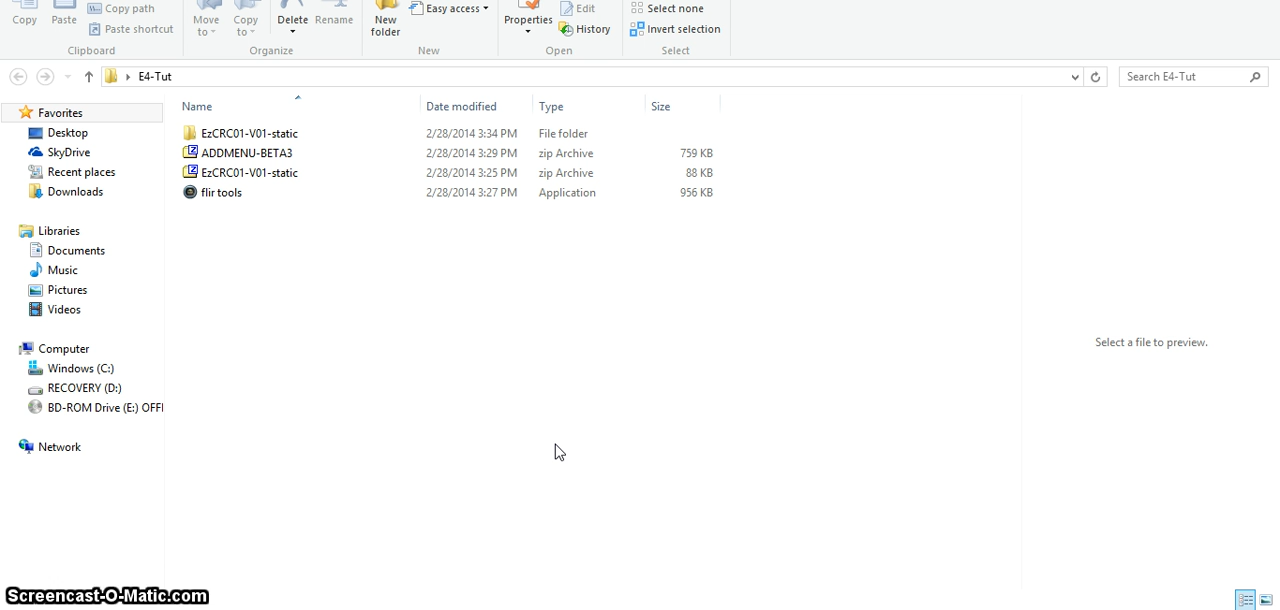 Copy
Paste
Copy path
Paste shortcut
Clipboard
Move to
Copy to
Delete
Rename
Organize
New folder
Easy access
New
Properties
Edit
History
Open
Select none
Invert selection
Select
E4-Tut
Search E4-Tut
Favorites
Desktop
SkyDrive
Recent places
Downloads
Libraries
Documents
Music
Pictures
Videos
Computer
Windows (C:)
RECOVERY (D:)
BD-ROM Drive (E:) OFF
Network
Name Date modified Type Size
EzCRC01-V01-static 2/28/2014 3:34 PM File folder
ADDMENU-BETA3 2/28/2014 3:29 PM zip Archive 759 KB
EzCRC01-V01-static 2/28/2014 3:25 PM zip Archive 88 KB
flir tools 2/28/2014 3:27 PM Application 956 KB
Select a file to preview.
Screencast-O-Matic.com